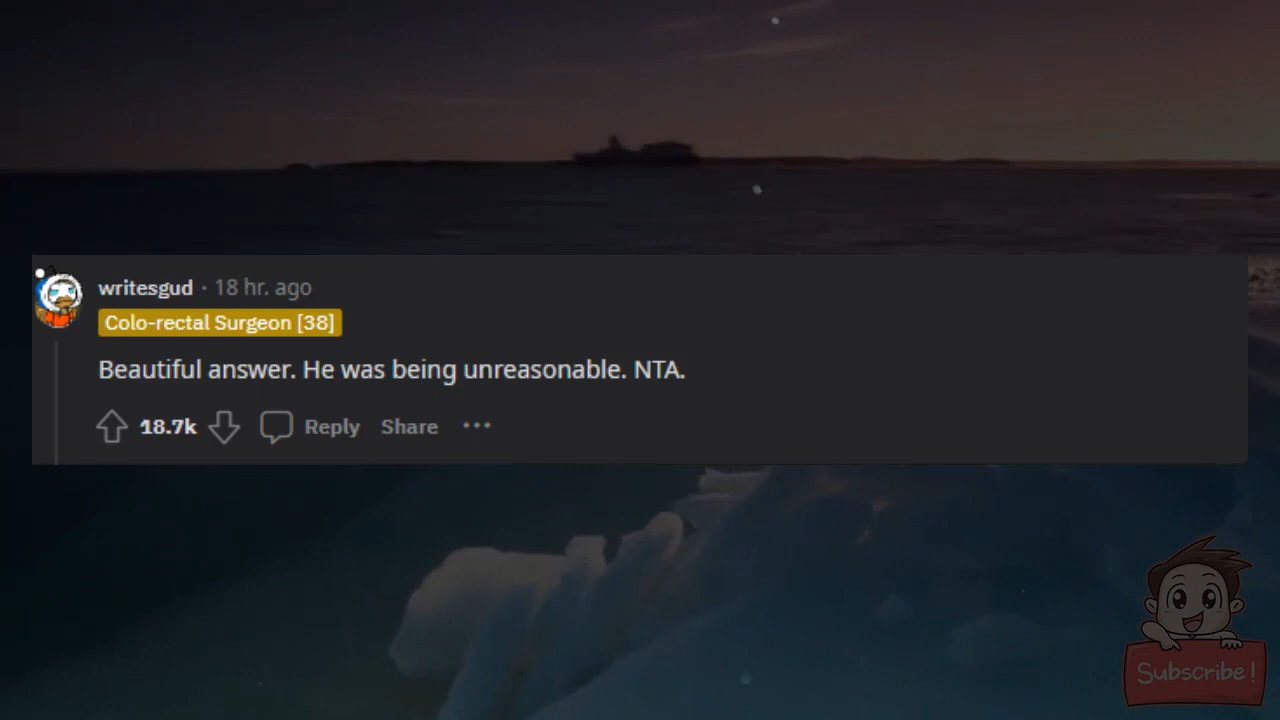 writesgud · 18 hr. ago
Colo-rectal Surgeon [38]
Beautiful answer. He was being unreasonable. NTA.
18.7k Reply Share ···
Subscribe!